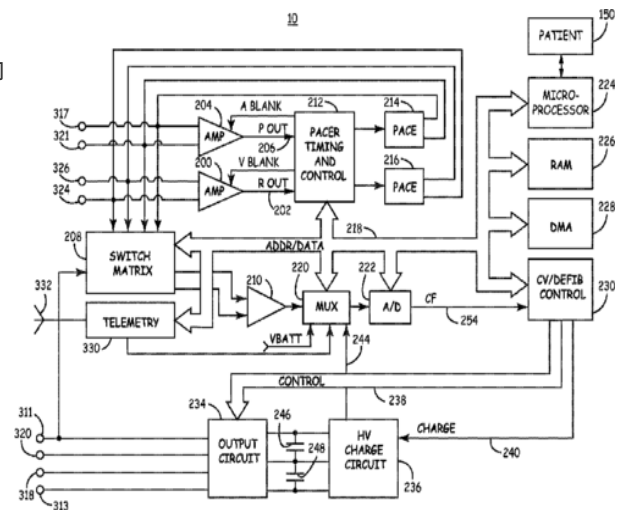 10
PATIENT 150
]
317
204
A BLANK
212
214
MICRO-
PROCESSOR 224
321
AMP
P OUT
206
PACER
TIMING
AND
CONTROL
PACE
326
200
V BLANK
216
RAM 226
324
AMP
R OUT
202
PACE
218
DMA 228
208
SWITCH
MATRIX
ADDR/DATA
332
210
220
222
CV/DEFIB
CONTROL 230
TELEMETRY
330
MUX
A/D
CF
254
VBATT
244
CONTROL
238
234
246
311
OUTPUT
CIRCUIT
HV
CHARGE
CIRCUIT
CHARGE
240
320
248
236
318
313